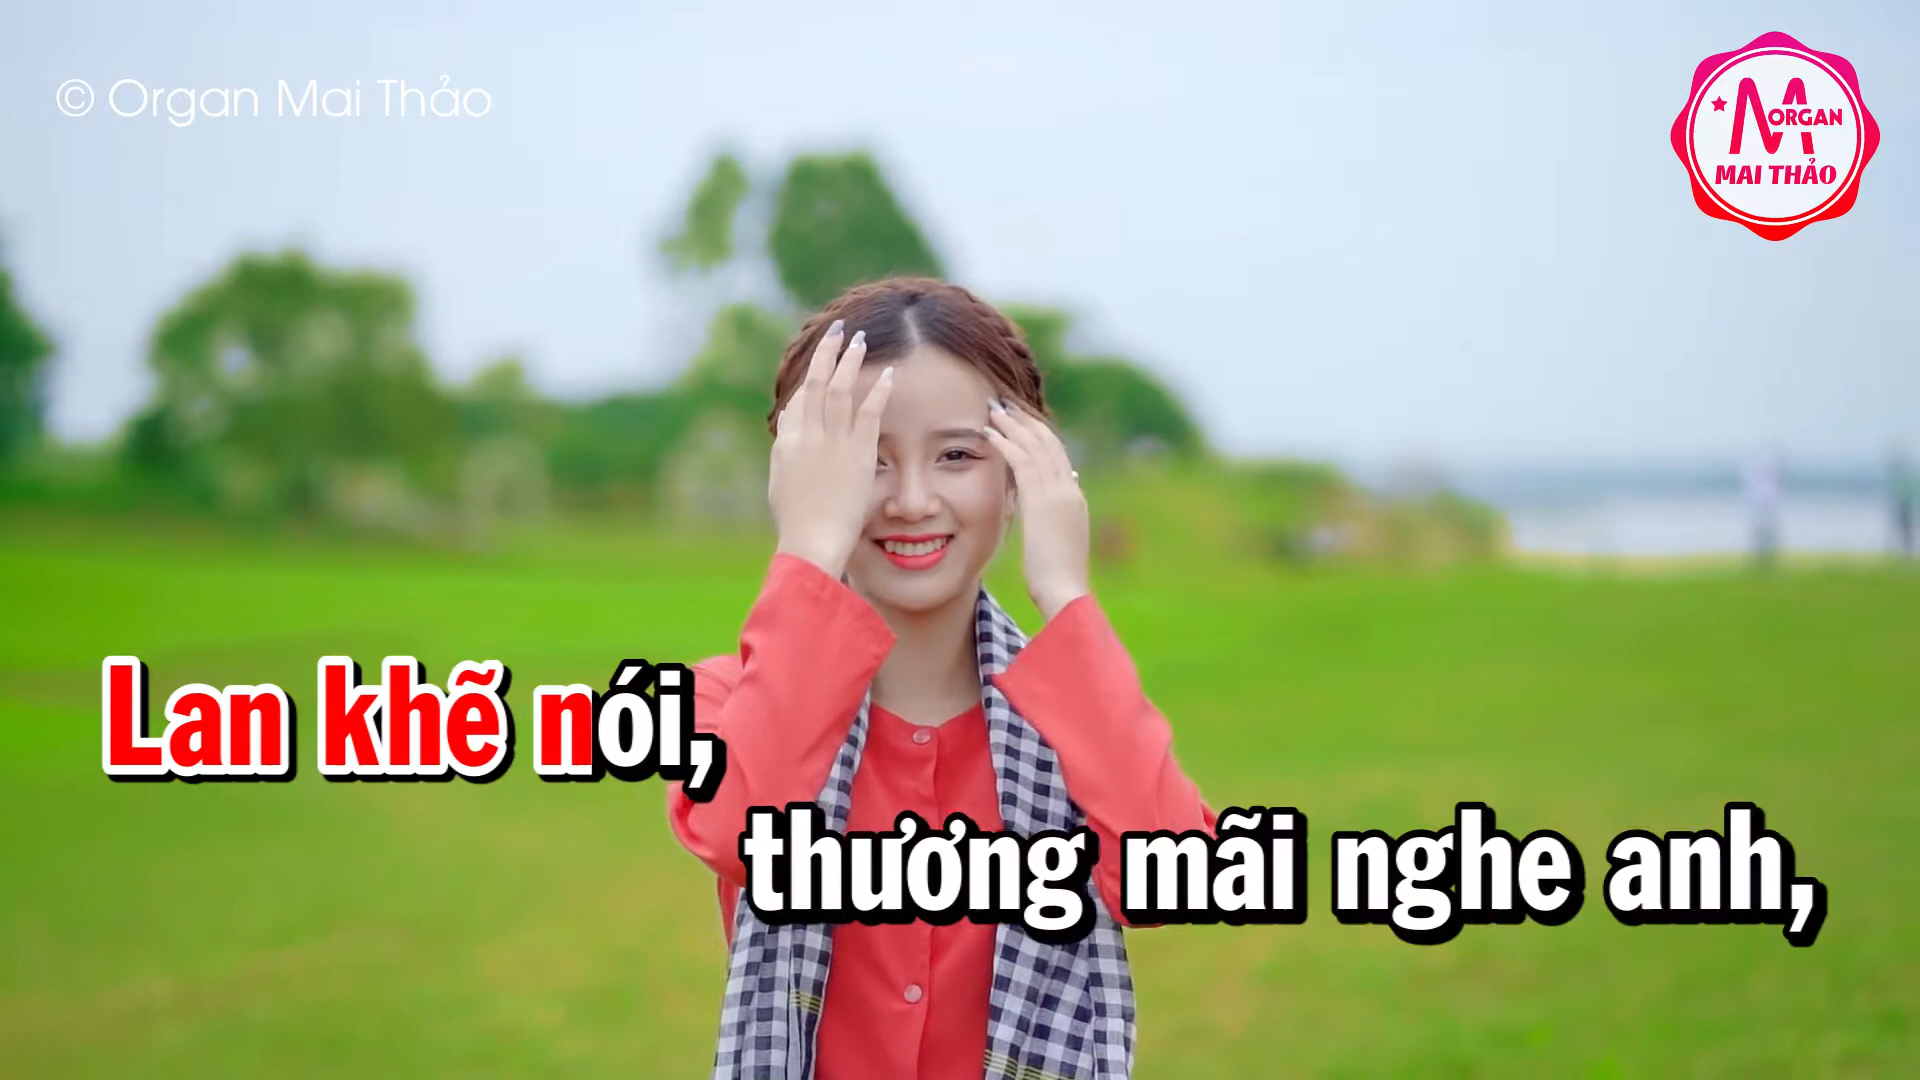 © Organ Mai Thảo
M ORGAN
MAI THẢO
Lan khẽ nói,
thương mãi nghe anh,